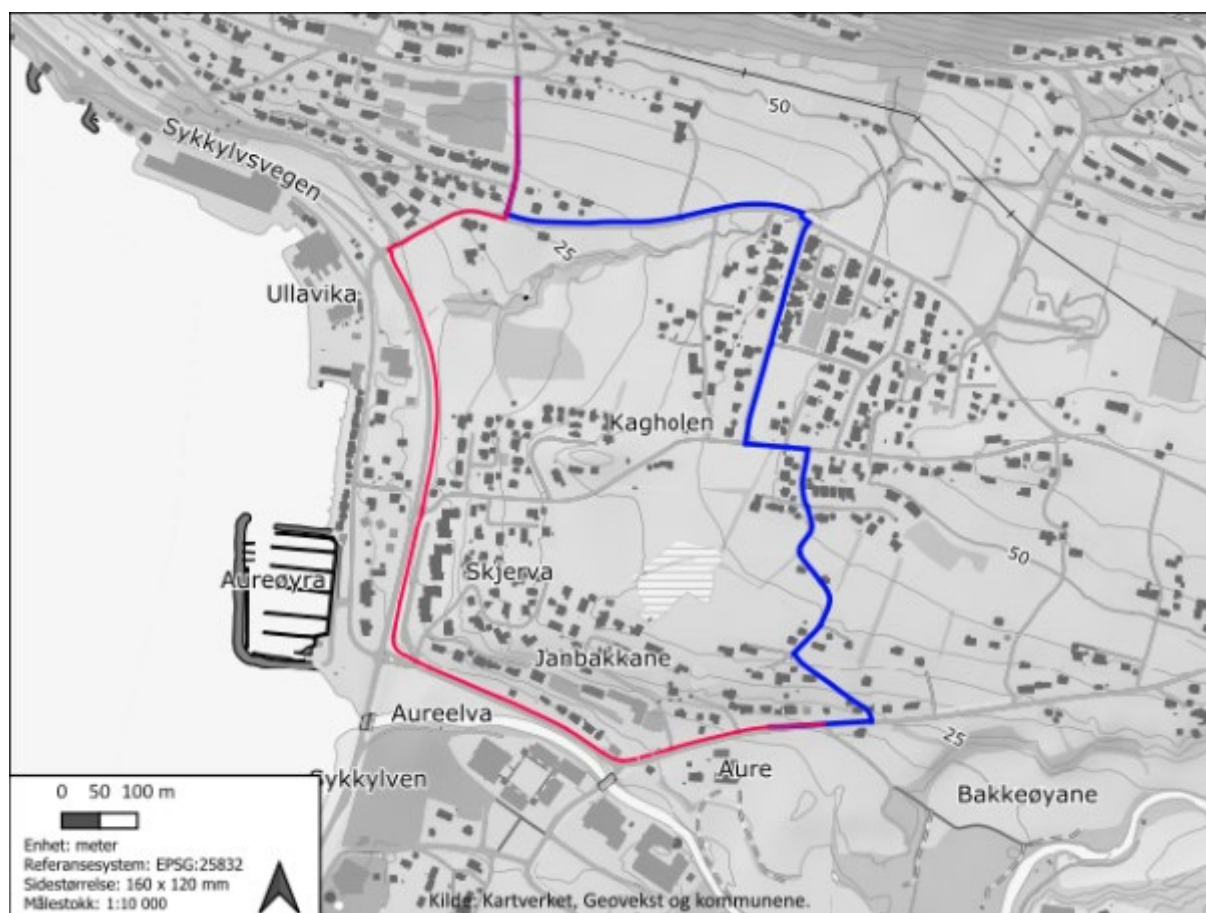 50
Sykkylvsvegen
25
Ullavika
Kagholen
50
Aureøyra
Skjerva
Janbakkane
Aureelva
25
Aure
Sykkylven
Bakkeøyane
0 50 100 m
Enhet: meter
Referansesystem: EPSG:25832
Sidestørrelse: 160 x 120 mm
Målestokk: 1:10 000
Kilde: Kartverket, Geovekst og kommunene.